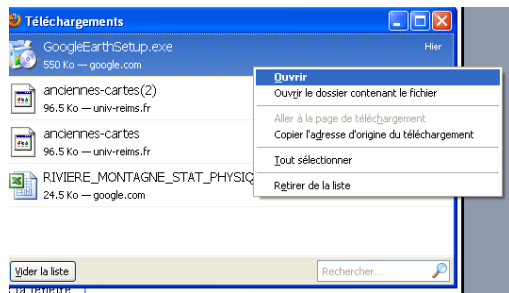 Téléchargements
GoogleEarthSetup.exe
Hier
550 Ko — google.com
anciennes-cartes(2)
96.5 Ko — univ-reims.fr
anciennes-cartes
96.5 Ko — univ-reims.fr
RIVIERE_MONTAGNE_STAT_PHYSIQ
24.5 Ko — google.com
Ouvrir
Ouvrir le dossier contenant le fichier
Aller à la page de téléchargement
Copier l'adresse d'origine du téléchargement
Tout sélectionner
Retirer de la liste
Vider la liste
Rechercher...